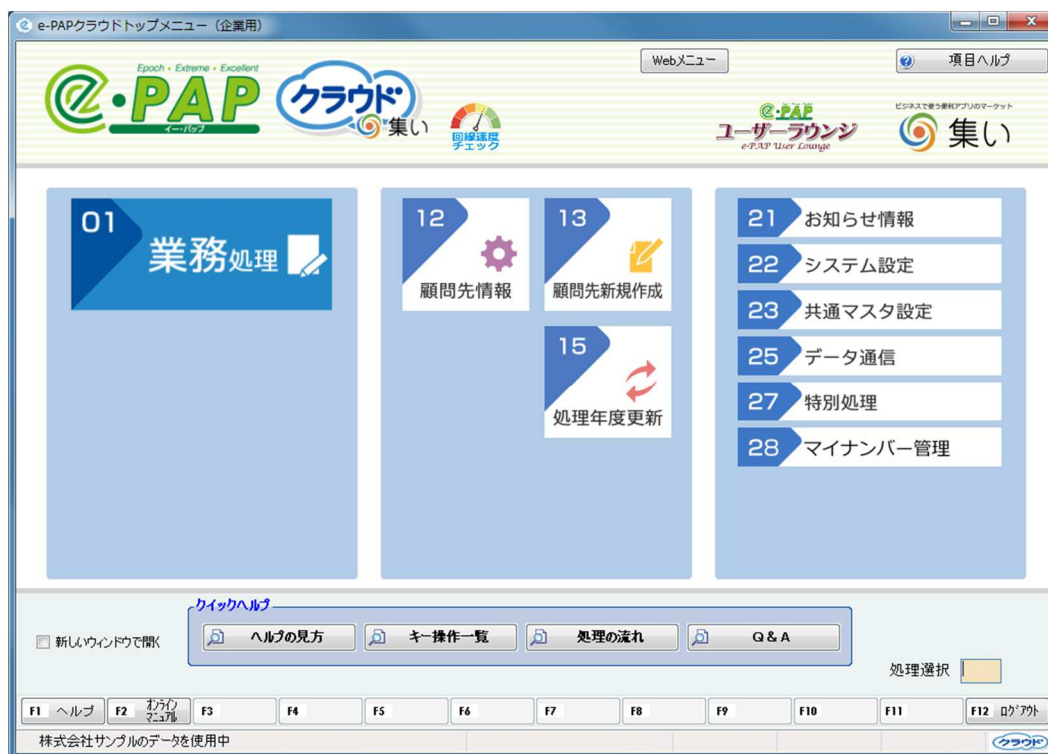 e-PAPクラウドトップメニュー（企業用）
Webメニュー
項目ヘルプ
Epoch・Extreme・Excellent
e・PAP
イー・パップ
クラウド
集い
回線速度
チェック
e・PAP
ユーザーラウンジ
e-PAP User Lounge
ビジネスで使う便利アプリのマーケット
集い
01
業務処理
12
顧問先情報
13
顧問先新規作成
15
処理年度更新
21 お知らせ情報
22 システム設定
23 共通マスタ設定
25 データ通信
27 特別処理
28 マイナンバー管理
クイックヘルプ
新しいウィンドウで開く
ヘルプの見方
キー操作一覧
処理の流れ
Q&A
処理選択
F1 ヘルプ
F2 オンラインマニュアル
F3
F4
F5
F6
F7
F8
F9
F10
F11
F12 ログアウト
株式会社サンプルのデータを使用中
クラウド